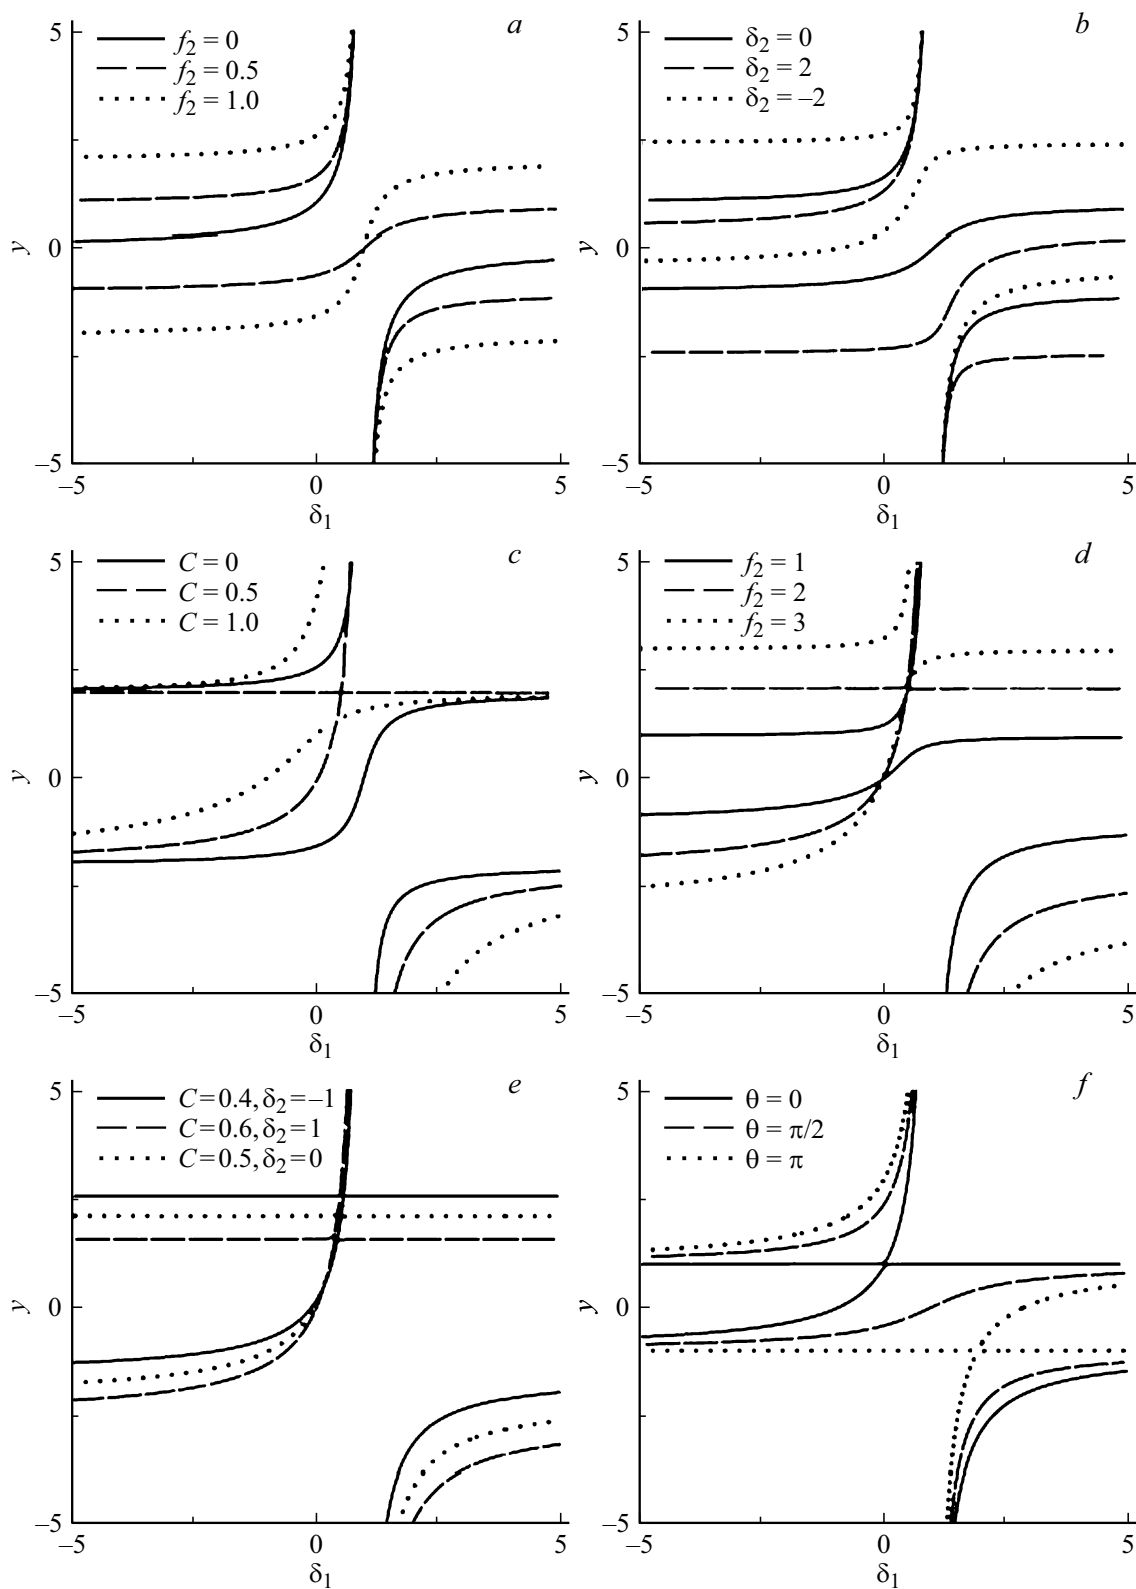 a
5
f₂ = 0
f₂ = 0.5
f₂ = 1.0
y
0
–5
–5 0 5
δ₁
b
5
δ₂ = 0
δ₂ = 2
δ₂ = –2
y
0
–5
–5 0 5
δ₁
c
5
C = 0
C = 0.5
C = 1.0
y
0
–5
–5 0 5
δ₁
d
5
f₂ = 1
f₂ = 2
f₂ = 3
y
0
–5
–5 0 5
δ₁
e
5
C = 0.4, δ₂ = –1
C = 0.6, δ₂ = 1
C = 0.5, δ₂ = 0
y
0
–5
–5 0 5
δ₁
f
5
θ = 0
θ = π/2
θ = π
y
0
–5
–5 0 5
δ₁